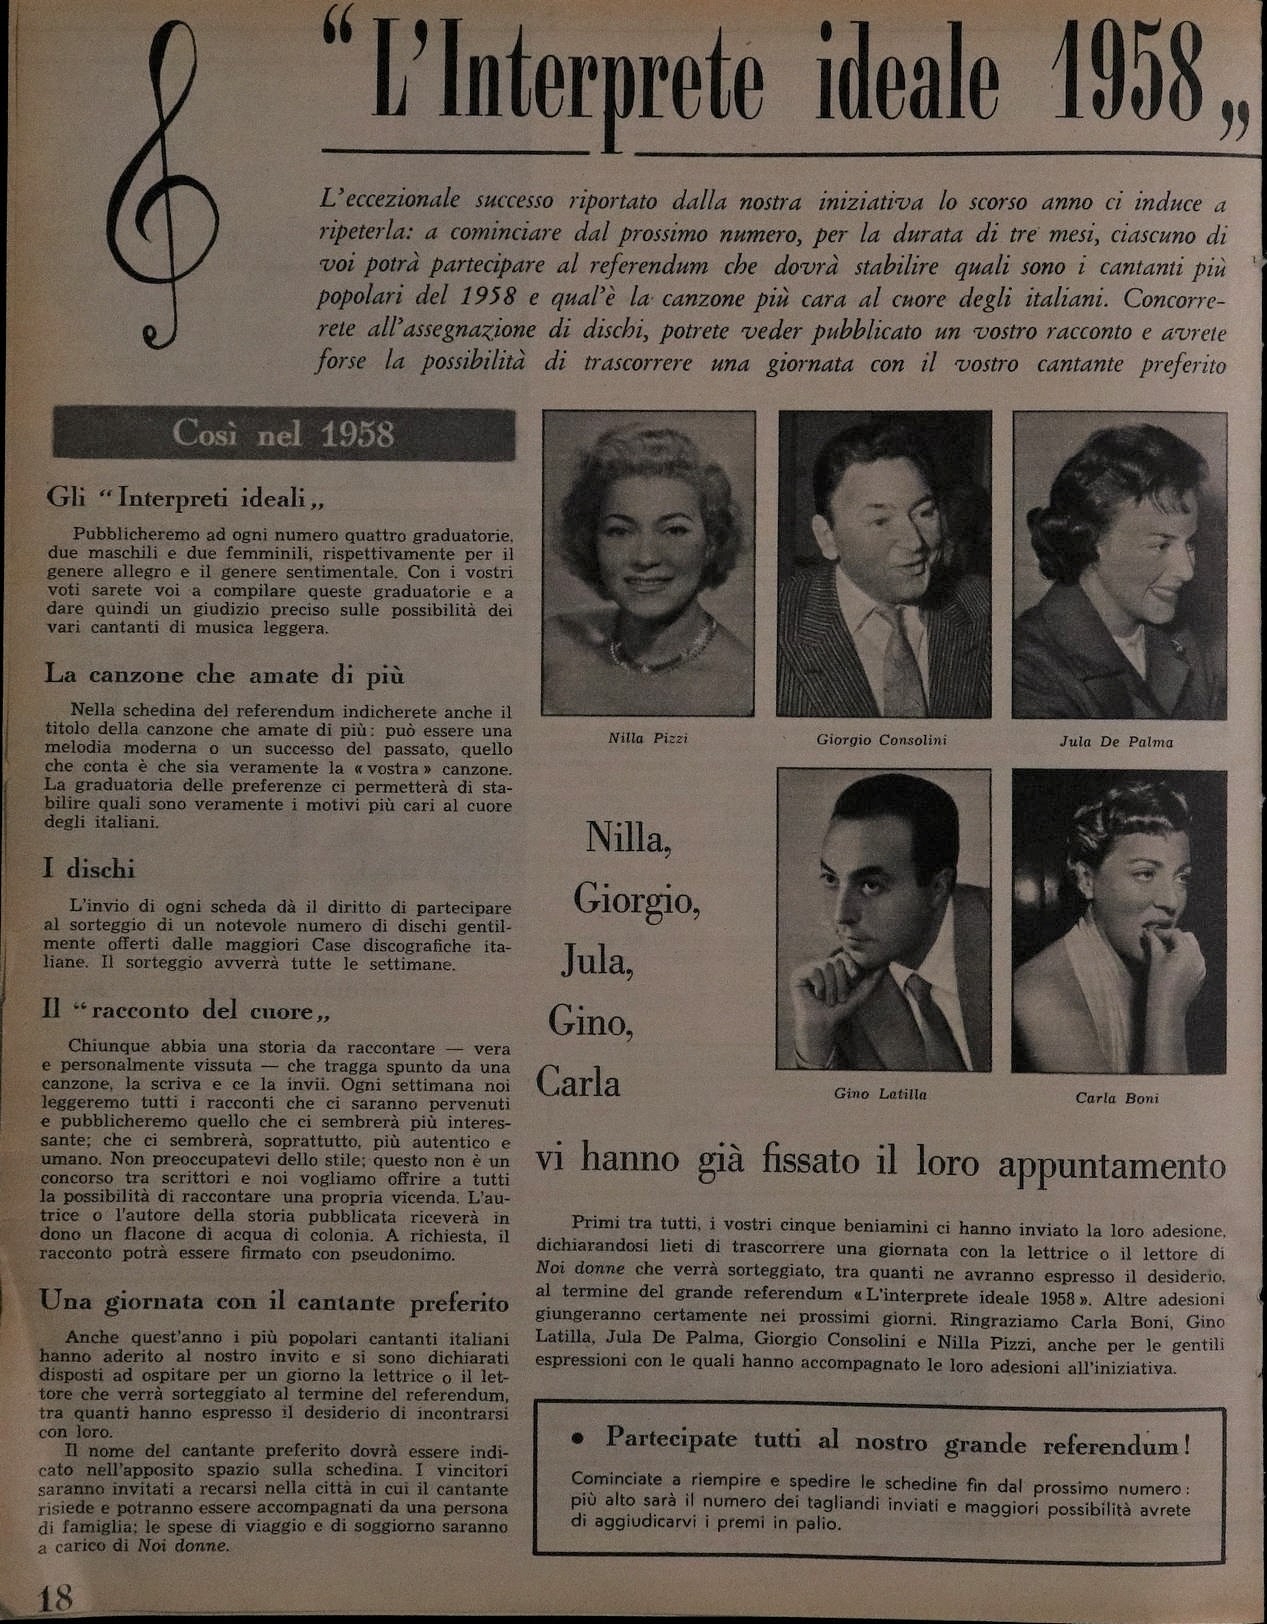 “L'Interprete ideale 1958„
L'eccezionale successo riportato dalla nostra iniziativa lo scorso anno ci induce a
ripeterla: a cominciare dal prossimo numero, per la durata di tre mesi, ciascuno di
voi potrà partecipare al referendum che dovrà stabilire quali sono i cantanti più
popolari del 1958 e qual'è la canzone più cara al cuore degli italiani. Concorre-
rete all'assegnazione di dischi, potrete veder pubblicato un vostro racconto e avrete
forse la possibilità di trascorrere una giornata con il vostro cantante preferito
Così nel 1958
Gli “Interpreti ideali„
Pubblicheremo ad ogni numero quattro graduatorie,
due maschili e due femminili, rispettivamente per il
genere allegro e il genere sentimentale. Con i vostri
voti sarete voi a compilare queste graduatorie e a
dare quindi un giudizio preciso sulle possibilità dei
vari cantanti di musica leggera.
La canzone che amate di più
Nella schedina del referendum indicherete anche il
titolo della canzone che amate di più: può essere una
melodia moderna o un successo del passato, quello
che conta è che sia veramente la «vostra» canzone.
La graduatoria delle preferenze ci permetterà di sta-
bilire quali sono veramente i motivi più cari al cuore
degli italiani.
I dischi
L'invio di ogni scheda dà il diritto di partecipare
al sorteggio di un notevole numero di dischi gentil-
mente offerti dalle maggiori Case discografiche ita-
liane. Il sorteggio avverrà tutte le settimane.
Il “racconto del cuore„
Chiunque abbia una storia da raccontare — vera
e personalmente vissuta — che tragga spunto da una
canzone, la scriva e ce la invii. Ogni settimana noi
leggeremo tutti i racconti che ci saranno pervenuti
e pubblicheremo quello che ci sembrerà più interes-
sante; che ci sembrerà, soprattutto, più autentico e
umano. Non preoccupatevi dello stile; questo non è un
concorso tra scrittori e noi vogliamo offrire a tutti
la possibilità di raccontare una propria vicenda. L'au-
trice o l'autore della storia pubblicata riceverà in
dono un flacone di acqua di colonia. A richiesta, il
racconto potrà essere firmato con pseudonimo.
Una giornata con il cantante preferito
Anche quest'anno i più popolari cantanti italiani
hanno aderito al nostro invito e si sono dichiarati
disposti ad ospitare per un giorno la lettrice o il let-
tore che verrà sorteggiato al termine del referendum,
tra quanti hanno espresso il desiderio di incontrarsi
con loro.
Il nome del cantante preferito dovrà essere indi-
cato nell'apposito spazio sulla schedina. I vincitori
saranno invitati a recarsi nella città in cui il cantante
risiede e potranno essere accompagnati da una persona
di famiglia; le spese di viaggio e di soggiorno saranno
a carico di Noi donne.
Nilla Pizzi
Giorgio Consolini
Jula De Palma
Nilla,
Giorgio,
Jula,
Gino,
Carla
Gino Latilla
Carla Boni
vi hanno già fissato il loro appuntamento
Primi tra tutti, i vostri cinque beniamini ci hanno inviato la loro adesione,
dichiarandosi lieti di trascorrere una giornata con la lettrice o il lettore di
Noi donne che verrà sorteggiato, tra quanti ne avranno espresso il desiderio,
al termine del grande referendum «L'interprete ideale 1958». Altre adesioni
giungeranno certamente nei prossimi giorni. Ringraziamo Carla Boni, Gino
Latilla, Jula De Palma, Giorgio Consolini e Nilla Pizzi, anche per le gentili
espressioni con le quali hanno accompagnato le loro adesioni all'iniziativa.
• Partecipate tutti al nostro grande referendum!
Cominciate a riempire e spedire le schedine fin dal prossimo numero:
più alto sarà il numero dei tagliandi inviati e maggiori possibilità avrete
di aggiudicarvi i premi in palio.
18